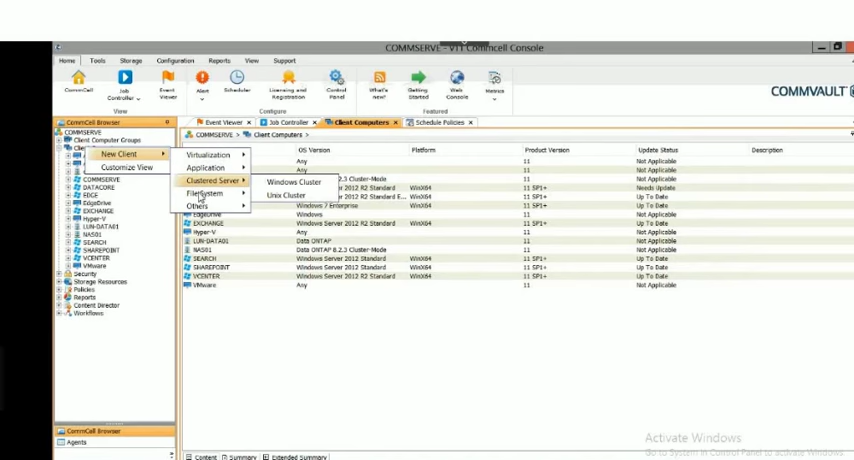 COMMSERVE - VTT Commcell Console
Home Tools Storage Configuration Reports View Support
CommCell Job Controller Event Viewer Alert Scheduler Licensing and Registration Control Panel What's new? Getting Started Web Console Metrics
View Configure Featured
COMMVAULT
CommCell Browser
Event Viewer Job Controller Client Computers Schedule Policies
COMMSERVE
Client Computer Groups
COMMSERVE > Client Computers >
New Client
Customize View
Virtualization
Application
Clustered Server
File System
Others
Windows Cluster
Unix Cluster
COMMSERVE
DATACORE
EDGE
EdgeDrive
EXCHANGE
Hyper-V
LUN-DATA01
NAS01
SEARCH
SHAREPOINT
VCENTER
VMware
Security
Storage Resources
Policies
Reports
Content Director
Workflows
OS Version Platform Product Version Update Status Description
Any 11 Not Applicable
Any 11 Not Applicable
8.2.3 Cluster-Mode 11 Not Applicable
R2 Standard WinX64 11 SP1+ Needs Update
R2 Standard E... WinX64 11 SP1+ Up To Date
Windows 7 Enterprise WinX64 11 SP1+ Up To Date
EdgeDrive Windows 11 Not Applicable
EXCHANGE Windows Server 2012 R2 Standard WinX64 11 SP1+ Up To Date
Hyper-V Any 11 Not Applicable
LUN-DATA01 Data ONTAP 11 Not Applicable
NAS01 Data ONTAP 8.2.3 Cluster-Mode 11 Not Applicable
SEARCH Windows Server 2012 Standard WinX64 11 SP1+ Up To Date
SHAREPOINT Windows Server 2012 Standard WinX64 11 SP1+ Up To Date
VCENTER Windows Server 2012 R2 Standard WinX64 11 SP1+ Up To Date
VMware Any 11 Not Applicable
CommCell Browser
Agents
Content Summary Extended Summary
Activate Windows
Go to System in Control Panel to activate Windows.